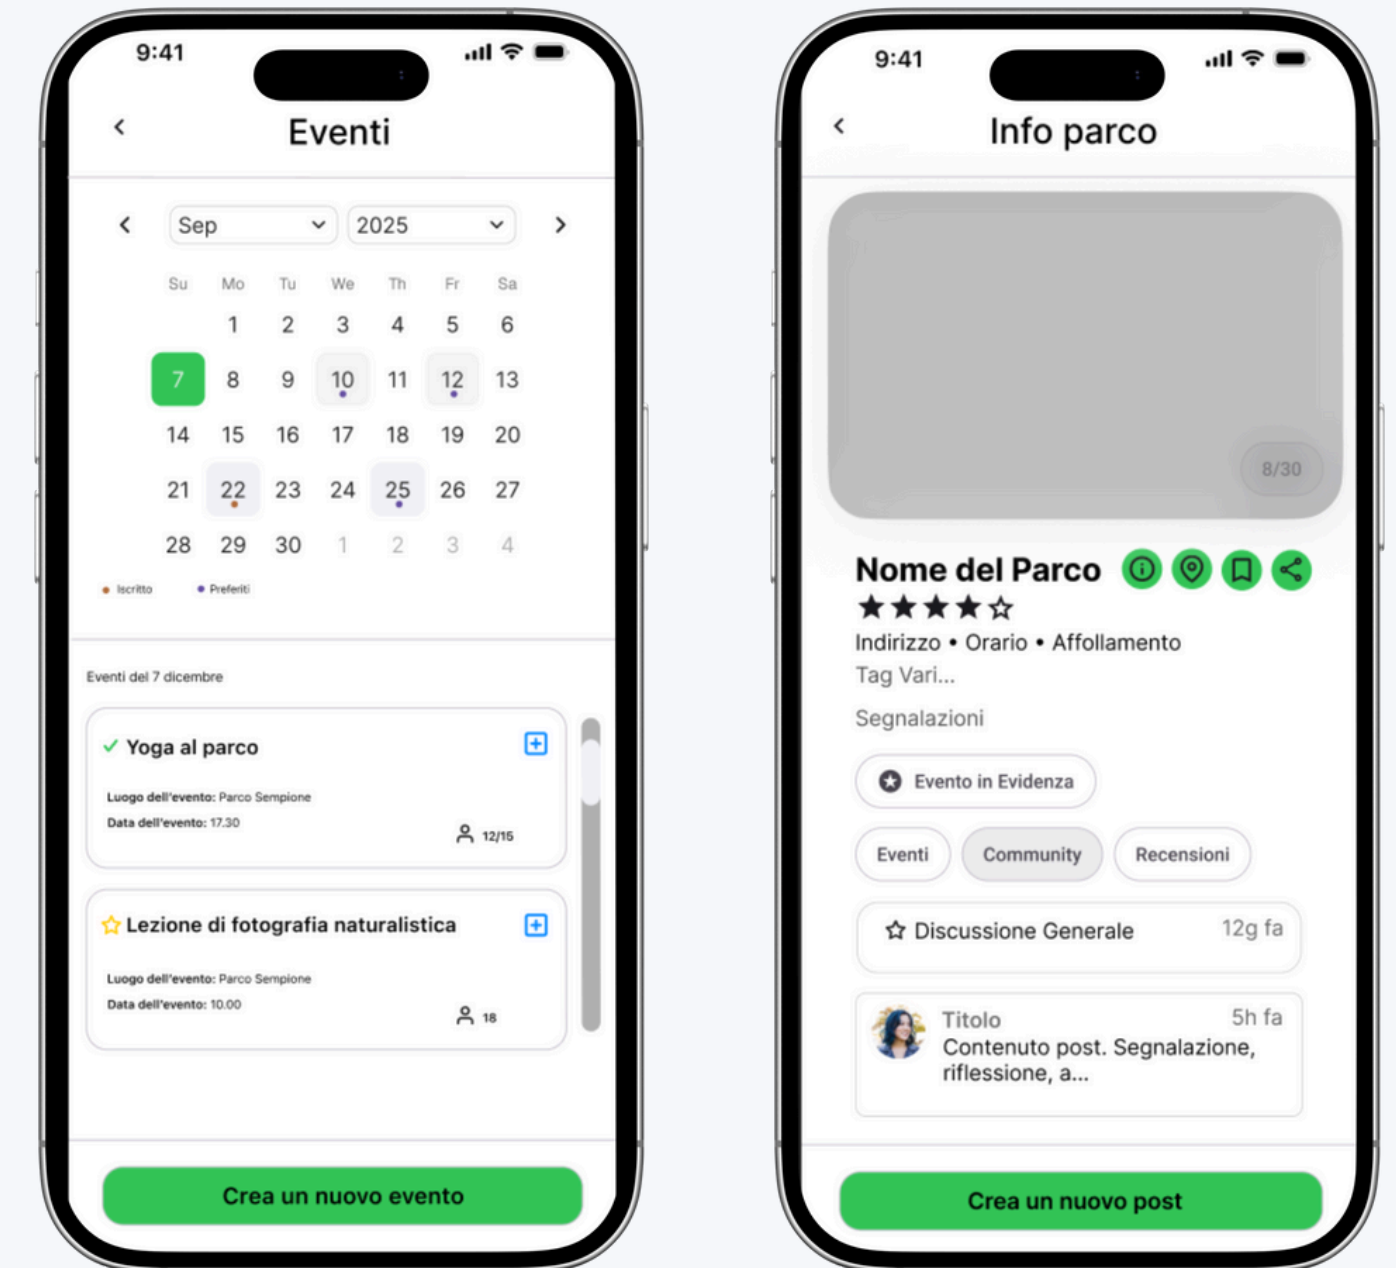 9:41
Eventi
Sep 2025
Su Mo Tu We Th Fr Sa
1 2 3 4 5 6
7 8 9 10 11 12 13
14 15 16 17 18 19 20
21 22 23 24 25 26 27
28 29 30 1 2 3 4
Iscritto Preferiti
Eventi del 7 dicembre
Yoga al parco
Luogo dell'evento: Parco Sempione
Data dell'evento: 17.30
12/15
Lezione di fotografia naturalistica
Luogo dell'evento: Parco Sempione
Data dell'evento: 10.00
18
Crea un nuovo evento
9:41
Info parco
8/30
Nome del Parco
Indirizzo • Orario • Affollamento
Tag Vari...
Segnalazioni
Evento in Evidenza
Eventi Community Recensioni
Discussione Generale 12g fa
Titolo 5h fa
Contenuto post. Segnalazione,
riflessione, a...
Crea un nuovo post